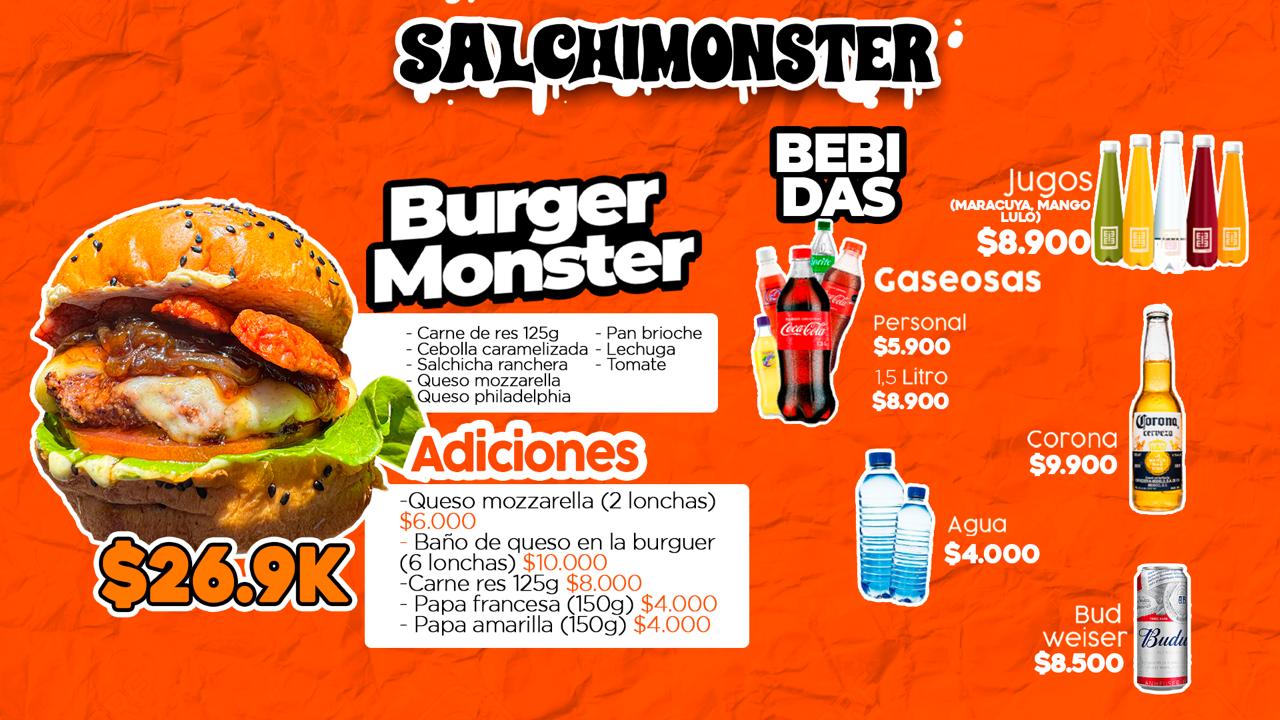 SALCHIMONSTER
Burger
Monster
- Carne de res 125g
- Cebolla caramelizada
- Salchicha ranchera
- Queso mozzarella
- Queso philadelphia
- Pan brioche
- Lechuga
- Tomate
$26.9K
Adiciones
-Queso mozzarella (2 lonchas)
$6.000
- Baño de queso en la burguer
(6 lonchas) $10.000
-Carne res 125g $8.000
- Papa francesa (150g) $4.000
- Papa amarilla (150g) $4.000
BEBI
DAS
Jugos
(MARACUYA, MANGO
LULO)
$8.900
Gaseosas
Personal
$5.900
1,5 Litro
$8.900
Coca-Cola
Corona
$9.900
Corona
cerveza
Agua
$4.000
Bud
weiser
$8.500